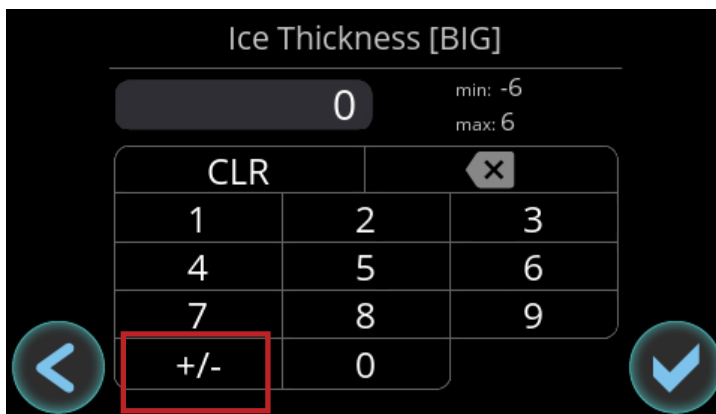 Ice Thickness [BIG]
0 min: -6
max: 6
CLR
1 2 3
4 5 6
7 8 9
+/- 0